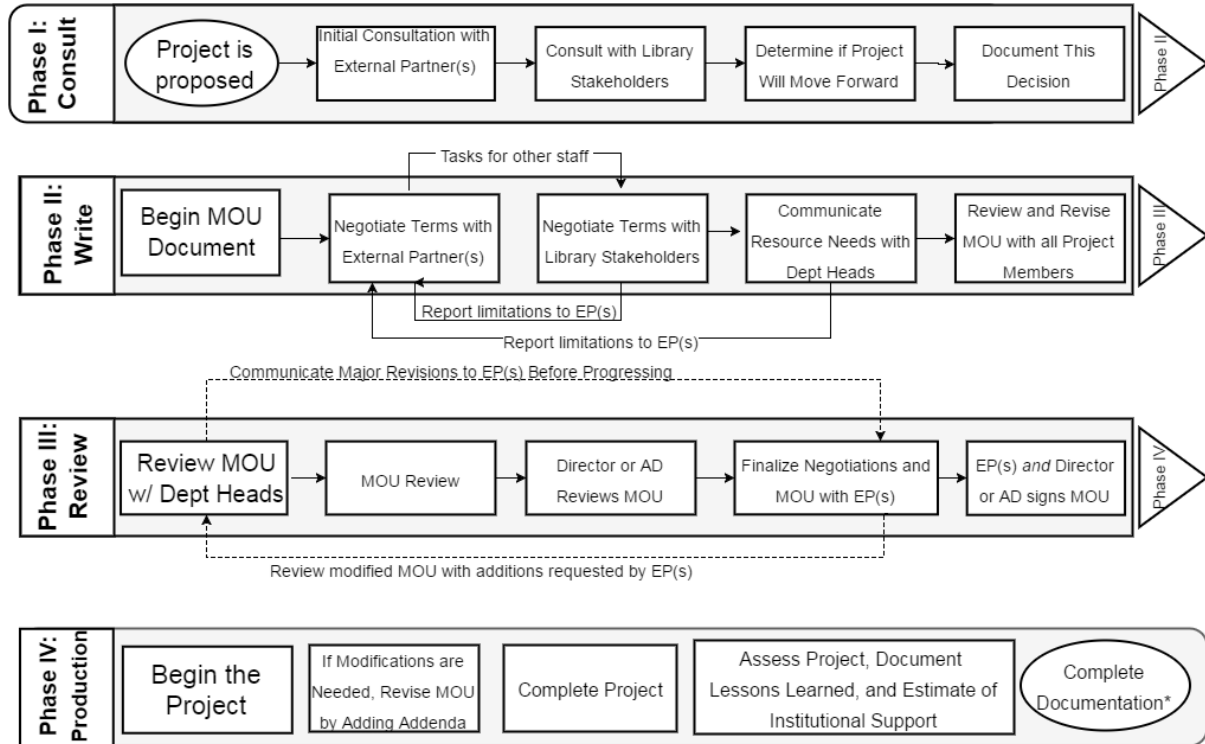 Phase I:
Consult
Project is
proposed
Initial Consultation with
External Partner(s)
Consult with Library
Stakeholders
Determine if Project
Will Move Forward
Document This
Decision
Phase II
Phase II:
Write
Tasks for other staff
Begin MOU
Document
Negotiate Terms with
External Partner(s)
Negotiate Terms with
Library Stakeholders
Communicate
Resource Needs with
Dept Heads
Review and Revise
MOU with all Project
Members
Phase III
Report limitations to EP(s)
Report limitations to EP(s)
Communicate Major Revisions to EP(s) Before Progressing
Phase III:
Review
Review MOU
w/ Dept Heads
MOU Review
Director or AD
Reviews MOU
Finalize Negotiations and
MOU with EP(s)
EP(s) and Director
or AD signs MOU
Phase IV
Review modified MOU with additions requested by EP(s)
Phase IV:
Production
Begin the
Project
If Modifications are
Needed, Revise MOU
by Adding Addenda
Complete Project
Assess Project, Document
Lessons Learned, and Estimate of
Institutional Support
Complete
Documentation*